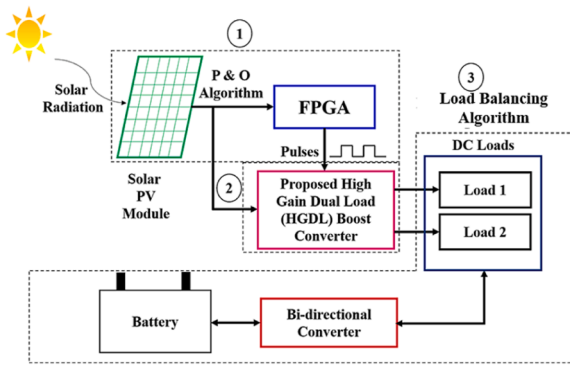 1
Solar
Radiation
P & O
Algorithm
FPGA
3
Load Balancing
Algorithm
Pulses
DC Loads
Solar
PV
Module
2
Proposed High
Gain Dual Load
(HGDL) Boost
Converter
Load 1
Load 2
Battery
Bi-directional
Converter